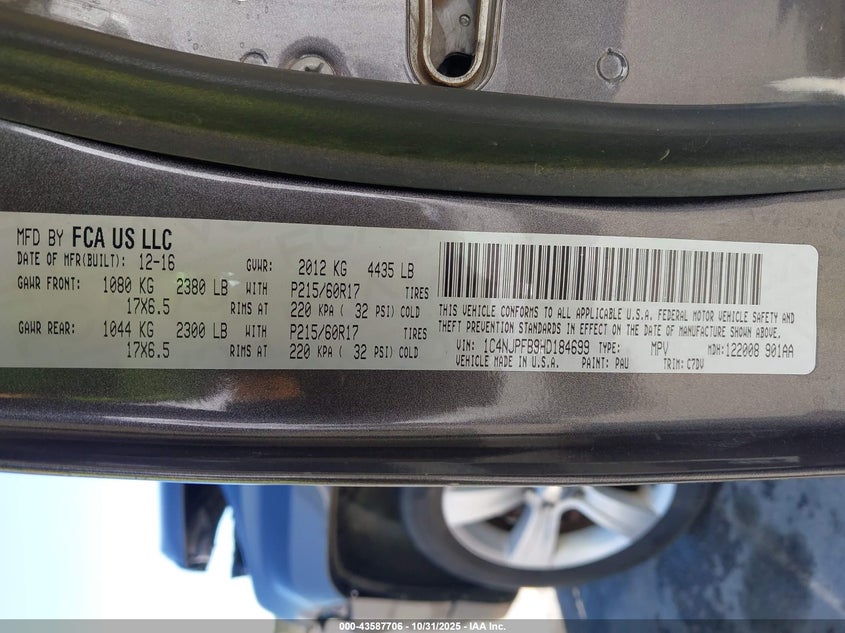 MFD BY FCA US LLC
DATE OF MFR(BUILT): 12-16 GVWR: 2012 KG 4435 LB
GAWR FRONT: 1080 KG 2380 LB WITH P215/60R17 TIRES
17X6.5 RIMS AT 220 KPA ( 32 PSI) COLD
GAWR REAR: 1044 KG 2300 LB WITH P215/60R17 TIRES
17X6.5 RIMS AT 220 KPA ( 32 PSI) COLD
THIS VEHICLE CONFORMS TO ALL APPLICABLE U.S.A. FEDERAL MOTOR VEHICLE SAFETY AND
THEFT PREVENTION STANDARDS IN EFFECT ON THE DATE OF MANUFACTURE SHOWN ABOVE.
VIN: 1C4NJPFB9HD184699 TYPE: MPV MDH: 122008 901AA
VEHICLE MADE IN U.S.A. PAINT: PAU TRIM: C7DV
000-43587706 - 10/31/2025 - IAA Inc.